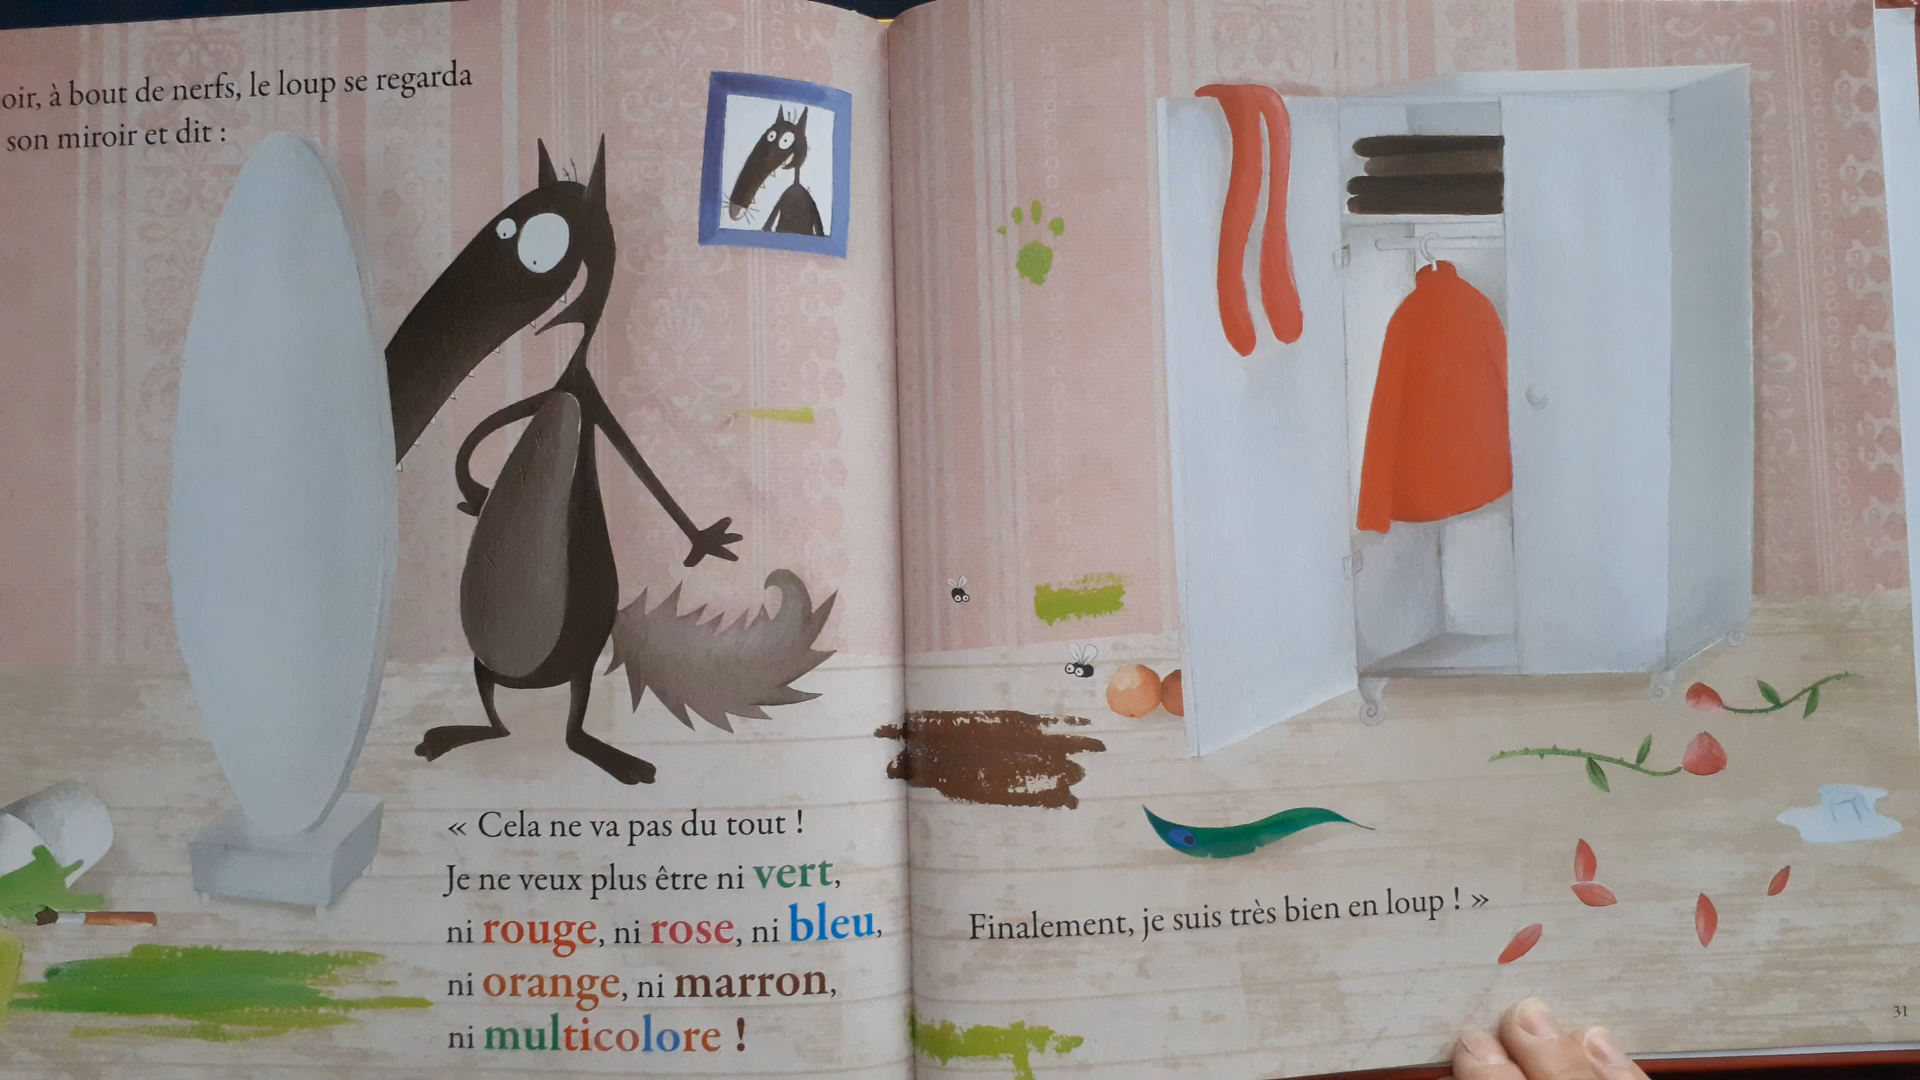 oir, à bout de nerfs, le loup se regarda
son miroir et dit :
« Cela ne va pas du tout !
Je ne veux plus être ni vert,
ni rouge, ni rose, ni bleu,
ni orange, ni marron,
ni multicolore !
Finalement, je suis très bien en loup ! »
31